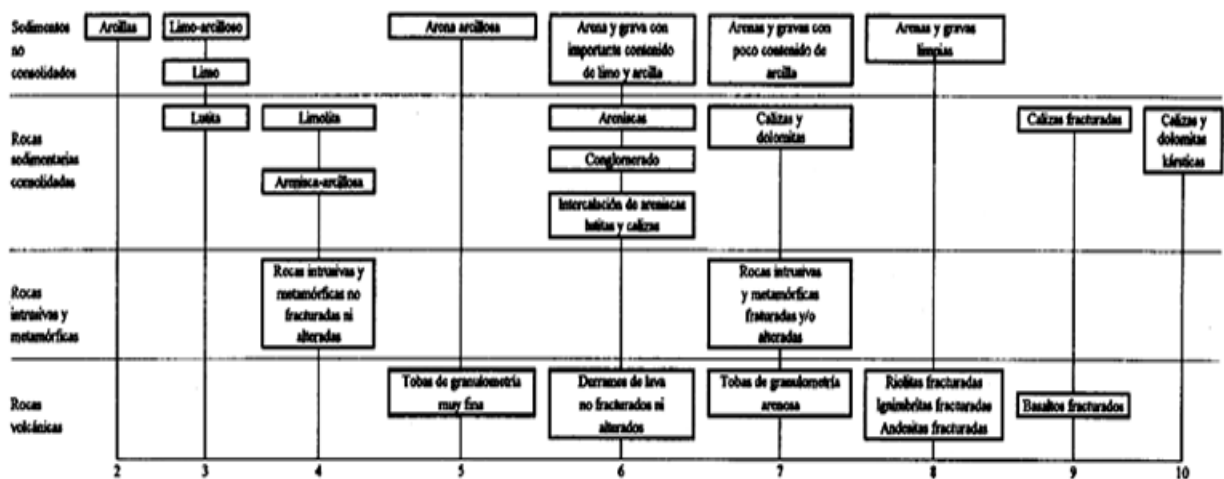 Sedimentos
no
consolidados
Arcillas
Limo-arcilloso
Limo
Arena arcillosa
Arena y grava con
importante contenido
de limo y arcilla
Arenas y gravas con
poco contenido de
arcilla
Arenas y gravas
limpias
Rocas
sedimentarias
consolidadas
Lutita
Limolita
Arenisca-arcillosa
Areniscas
Conglomerado
Intercalación de areniscas
lutitas y calizas
Calizas y
dolomitas
Calizas fracturadas
Calizas y
dolomitas
kársticas
Rocas
intrusivas y
metamórficas
Rocas intrusivas y
metamórficas no
fracturadas ni
alteradas
Rocas intrusivas
y metamórficas
fraturadas y/o
alteradas
Rocas
volcánicas
Tobas de granulometría
muy fina
Derrames de lava
no fracturados ni
alterados
Tobas de granulometría
arenosa
Riolitas fracturadas
Ignimbritas fracturadas
Andesitas fracturadas
Basaltos fracturados
2 3 4 5 6 7 8 9 10